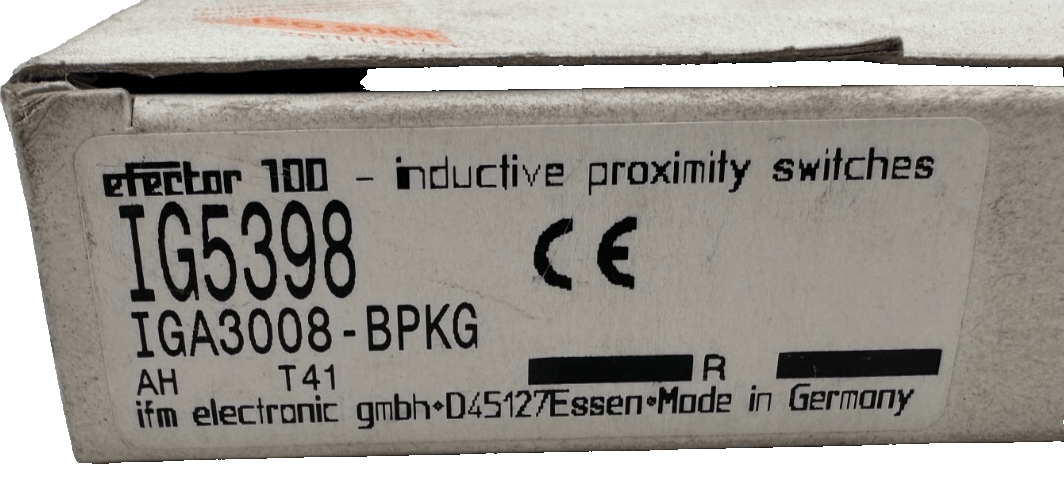 efector 100 - inductive proximity switches
IG5398
CE
IGA3008-BPKG
R
AH T41
ifm electronic gmbh•D45127Essen•Made in Germany